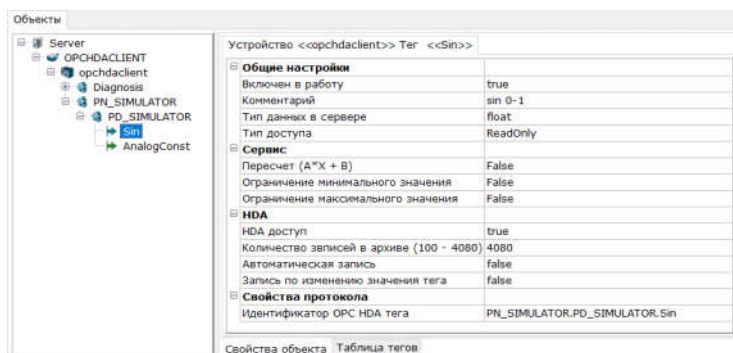 Объекты
Server
OPCHDACLIENT
opchdaclient
Diagnosis
PN_SIMULATOR
PD_SIMULATOR
Sin
AnalogConst
Устройство <<opchdaclient>> Тег <<Sin>>
Общие настройки
Включен в работу true
Комментарий sin 0-1
Тип данных в сервере float
Тип доступа ReadOnly
Сервис
Пересчет (A*X + B) False
Ограничение минимального значения False
Ограничение максимального значения False
HDA
HDA доступ true
Количество записей в архиве (100 - 4080) 4080
Автоматическая запись false
Запись по изменению значения тега false
Свойства протокола
Идентификатор OPC HDA тега PN_SIMULATOR.PD_SIMULATOR.Sin
Свойства объекта Таблица тегов